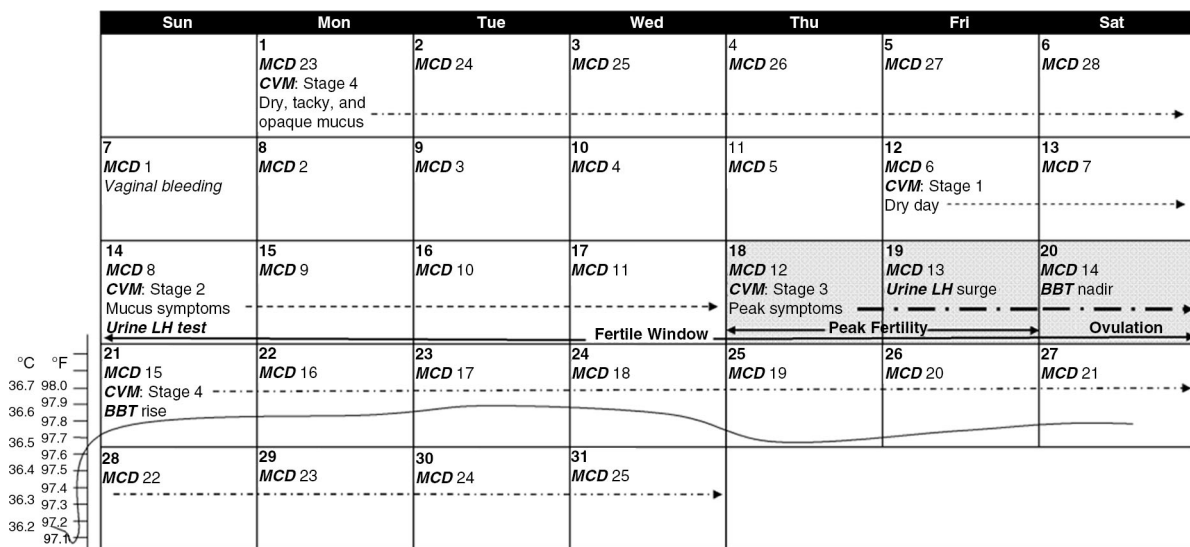 Sun Mon Tue Wed Thu Fri Sat
1 2 3 4 5 6
MCD 23 MCD 24 MCD 25 MCD 26 MCD 27 MCD 28
CVM: Stage 4
Dry, tacky, and
opaque mucus
7 8 9 10 11 12 13
MCD 1 MCD 2 MCD 3 MCD 4 MCD 5 MCD 6 MCD 7
Vaginal bleeding CVM: Stage 1
Dry day
14 15 16 17 18 19 20
MCD 8 MCD 9 MCD 10 MCD 11 MCD 12 MCD 13 MCD 14
CVM: Stage 2 CVM: Stage 3 Urine LH surge BBT nadir
Mucus symptoms Peak symptoms
Urine LH test Fertile Window Peak Fertility Ovulation
21 22 23 24 25 26 27
MCD 15 MCD 16 MCD 17 MCD 18 MCD 19 MCD 20 MCD 21
CVM: Stage 4
BBT rise
28 29 30 31
MCD 22 MCD 23 MCD 24 MCD 25
°C °F
36.7 98.0
97.9
36.6 97.8
97.7
36.5
97.6
36.4 97.5
97.4
36.3 97.3
36.2 97.2
97.1